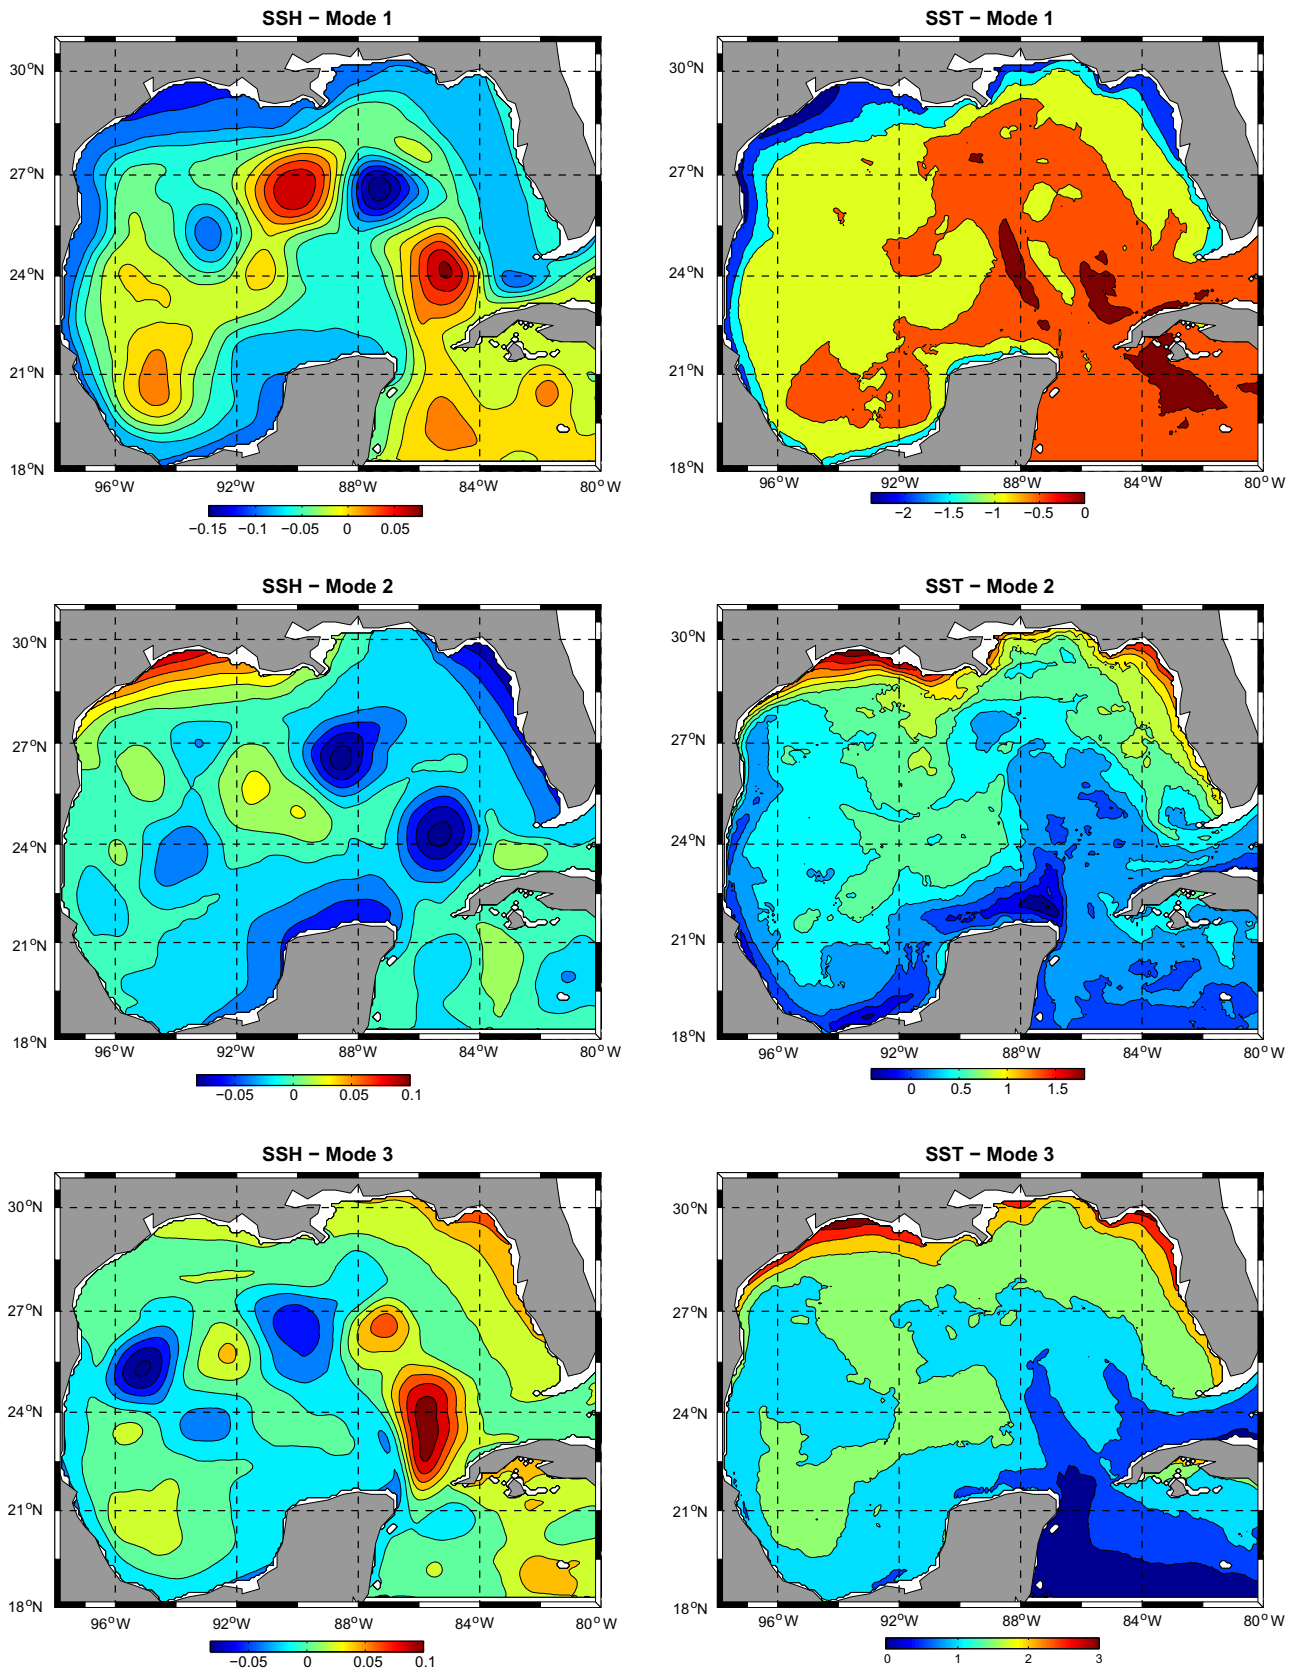 SSH − Mode 1
SST − Mode 1
30°N
27°N
24°N
21°N
18°N
96°W 92°W 88°W 84°W 80°W
−0.15 −0.1 −0.05 0 0.05
30°N
27°N
24°N
21°N
18°N
96°W 92°W 88°W 84°W 80°W
−2 −1.5 −1 −0.5 0
SSH − Mode 2
SST − Mode 2
30°N
27°N
24°N
21°N
18°N
96°W 92°W 88°W 84°W 80°W
−0.05 0 0.05 0.1
30°N
27°N
24°N
21°N
18°N
96°W 92°W 88°W 84°W 80°W
0 0.5 1 1.5
SSH − Mode 3
SST − Mode 3
30°N
27°N
24°N
21°N
18°N
96°W 92°W 88°W 84°W 80°W
−0.05 0 0.05 0.1
30°N
27°N
24°N
21°N
18°N
96°W 92°W 88°W 84°W 80°W
0 1 2 3